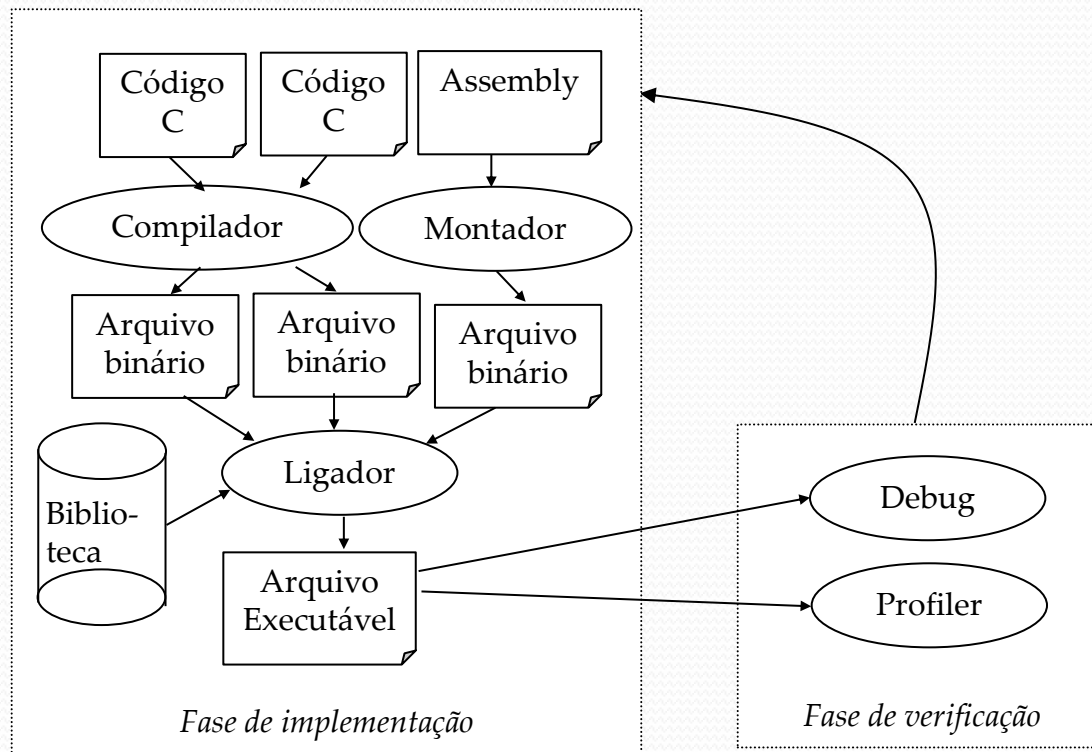 Código
C
Código
C
Assembly
Compilador
Montador
Arquivo
binário
Arquivo
binário
Arquivo
binário
Ligador
Biblio-
teca
Debug
Arquivo
Executável
Profiler
Fase de implementação
Fase de verificação